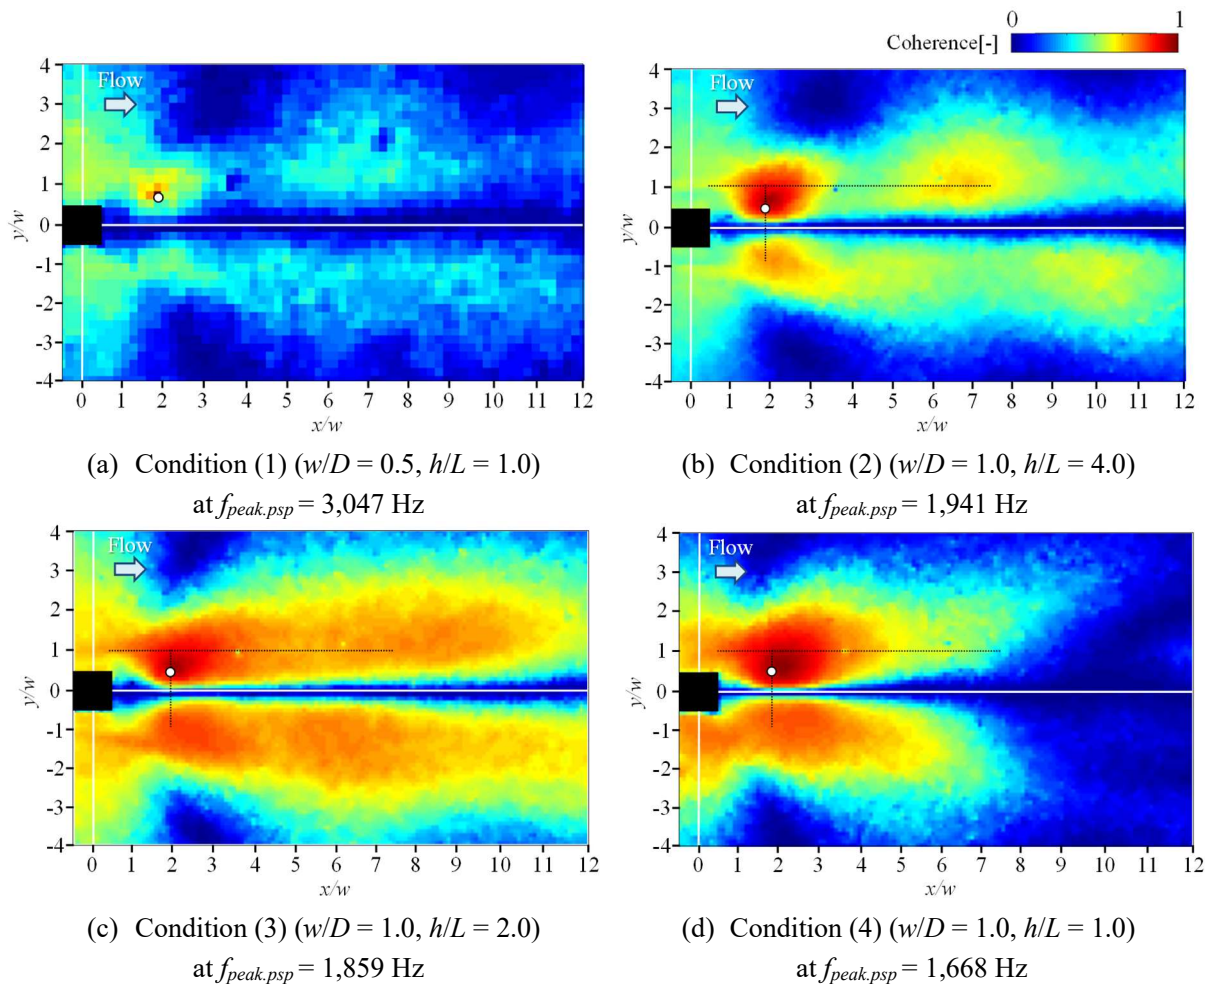 0 1
Coherence[-]
Flow
4
3
2
1
0
-1
-2
-3
-4
y/w
0 1 2 3 4 5 6 7 8 9 10 11 12
x/w
(a) Condition (1) (w/D = 0.5, h/L = 1.0)
at fpeak.psp = 3,047 Hz
Flow
4
3
2
1
0
-1
-2
-3
-4
y/w
0 1 2 3 4 5 6 7 8 9 10 11 12
x/w
(b) Condition (2) (w/D = 1.0, h/L = 4.0)
at fpeak.psp = 1,941 Hz
Flow
4
3
2
1
0
-1
-2
-3
-4
y/w
0 1 2 3 4 5 6 7 8 9 10 11 12
x/w
(c) Condition (3) (w/D = 1.0, h/L = 2.0)
at fpeak.psp = 1,859 Hz
Flow
4
3
2
1
0
-1
-2
-3
-4
y/w
0 1 2 3 4 5 6 7 8 9 10 11 12
x/w
(d) Condition (4) (w/D = 1.0, h/L = 1.0)
at fpeak.psp = 1,668 Hz